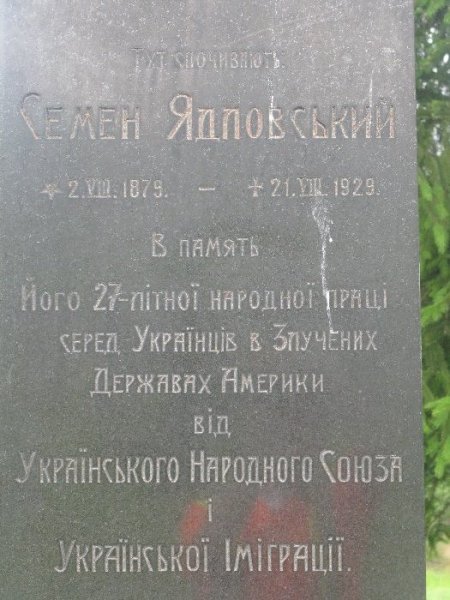 Тут спочивають:
Семен Ядловський
* 2.VIII.1879. – + 21.VIII.1929.
В память
Його 27-літної народної праці
серед Українців в Злучених
Державах Америки
від
Українського Народного Союза
і
Української Іміграції.